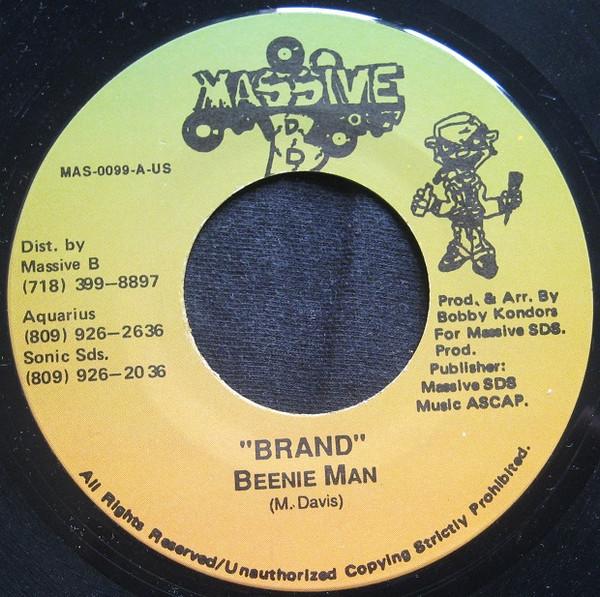 MASSIVE
D
D
MAS-0099-A-US
Dist. by
Massive B
(718) 399-8897
Aquarius
(809) 926-2636
Sonic Sds.
(809) 926-2036
Prod. & Arr. By
Bobby Kondors
For Massive SDS.
Prod.
Publisher:
Massive SDS
Music ASCAP.
"BRAND"
BEENIE MAN
(M. Davis)
All Rights Reserved/Unauthorized Copying Strictly Prohibited.